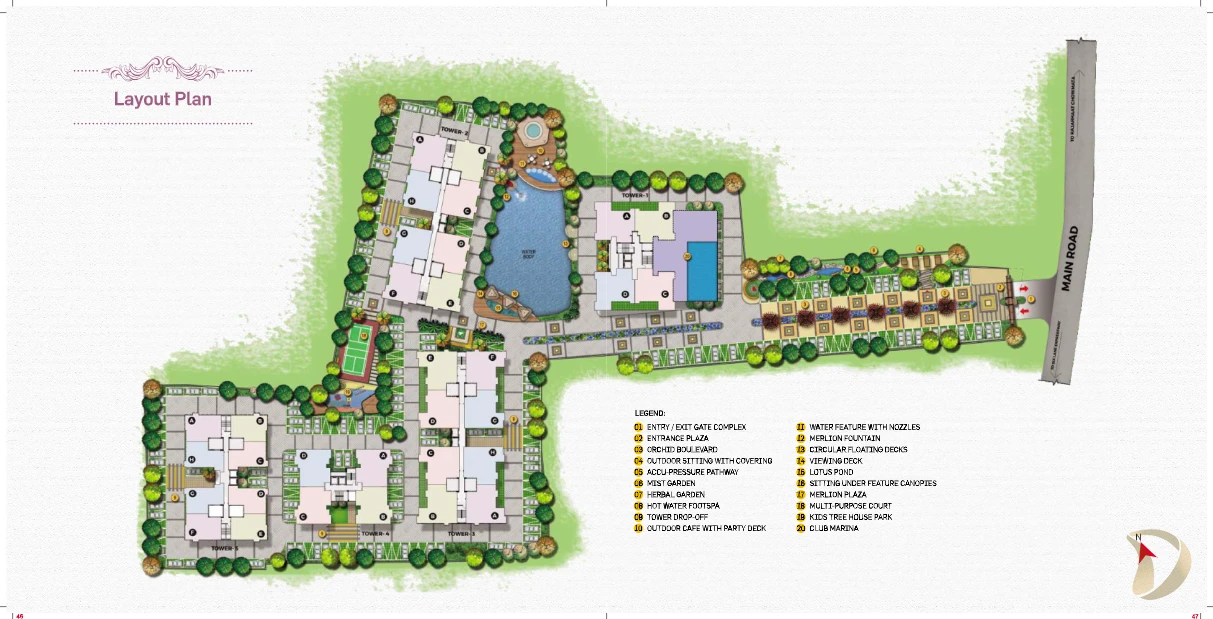 Layout Plan
TOWER- 2
A
B
H
C
G
D
F
E
WATER
BODY
TOWER-1
A
B
D
C
MAIN ROAD
E
F
D
G
C
H
B
A
TOWER-3
D
A
C
B
TOWER-4
A
B
H
C
G
D
F
E
TOWER-5
LEGEND:
01 ENTRY / EXIT GATE COMPLEX
02 ENTRANCE PLAZA
03 ORCHID BOULEVARD
04 OUTDOOR SITTING WITH COVERING
05 ACCU-PRESSURE PATHWAY
06 MIST GARDEN
07 HERBAL GARDEN
08 HOT WATER FOOTSPA
09 TOWER DROP-OFF
10 OUTDOOR CAFE WITH PARTY DECK
11 WATER FEATURE WITH NOZZLES
12 MERLION FOUNTAIN
13 CIRCULAR FLOATING DECKS
14 VIEWING DECK
15 LOTUS POND
16 SITTING UNDER FEATURE CANOPIES
17 MERLION PLAZA
18 MULTI-PURPOSE COURT
19 KIDS TREE HOUSE PARK
20 CLUB MARINA
N
46
47